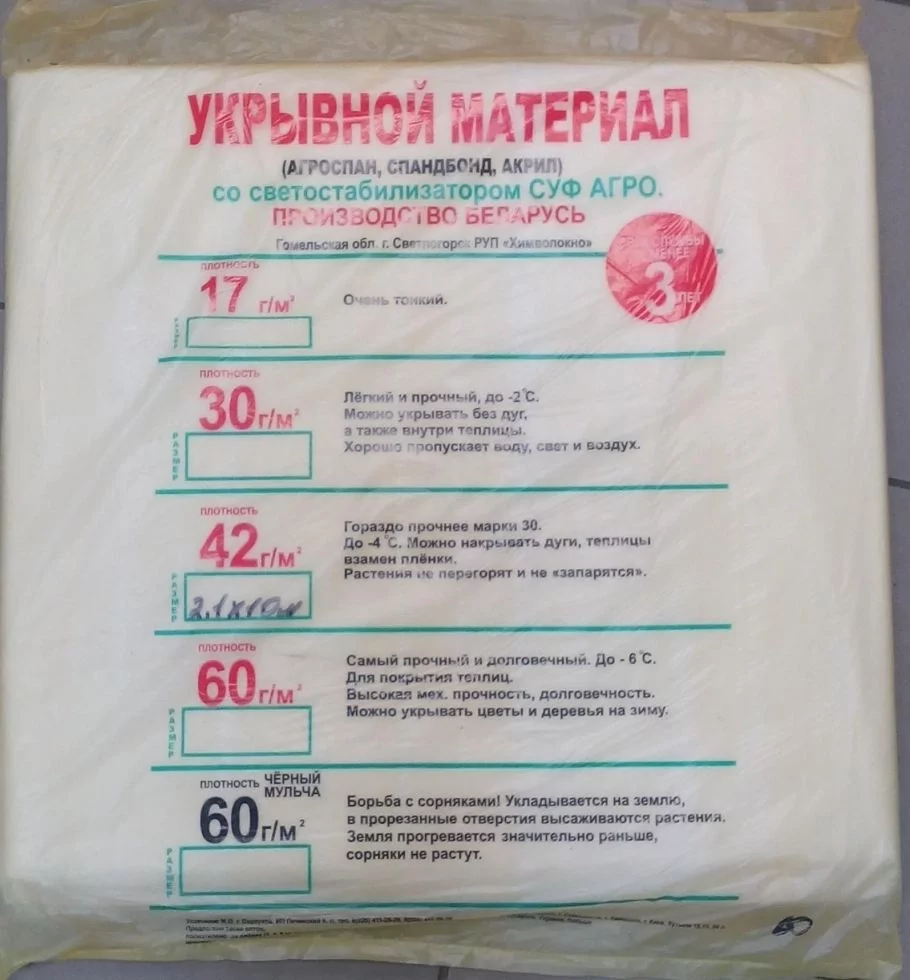 УКРЫВНОЙ МАТЕРИАЛ
(АГРОСПАН, СПАНДБОНД, АКРИЛ)
со светостабилизатором СУФ АГРО.
ПРОИЗВОДСТВО БЕЛАРУСЬ
Гомельская обл. г. Светлогорск РУП «Химволокно»
МЕНЕЕ
3
ЛЕТ
ПЛОТНОСТЬ
17 г/м²
РАЗМЕР
Очень тонкий.
ПЛОТНОСТЬ
30 г/м²
РАЗМЕР
Лёгкий и прочный, до -2°С.
Можно укрывать без дуг,
а также внутри теплицы.
Хорошо пропускает воду, свет и воздух.
ПЛОТНОСТЬ
42 г/м²
РАЗМЕР
2,1х10м
Гораздо прочнее марки 30.
До -4°С. Можно накрывать дуги, теплицы
взамен плёнки.
Растения не перегорят и не «запарятся».
ПЛОТНОСТЬ
60 г/м²
РАЗМЕР
Самый прочный и долговечный. До - 6°С.
Для покрытия теплиц.
Высокая мех. прочность, долговечность.
Можно укрывать цветы и деревья на зиму.
ПЛОТНОСТЬ ЧЁРНЫЙ
МУЛЬЧА
60 г/м²
РАЗМЕР
Борьба с сорняками! Укладывается на землю,
в прорезанные отверстия высаживаются растения.
Земля прогревается значительно раньше,
сорняки не растут.